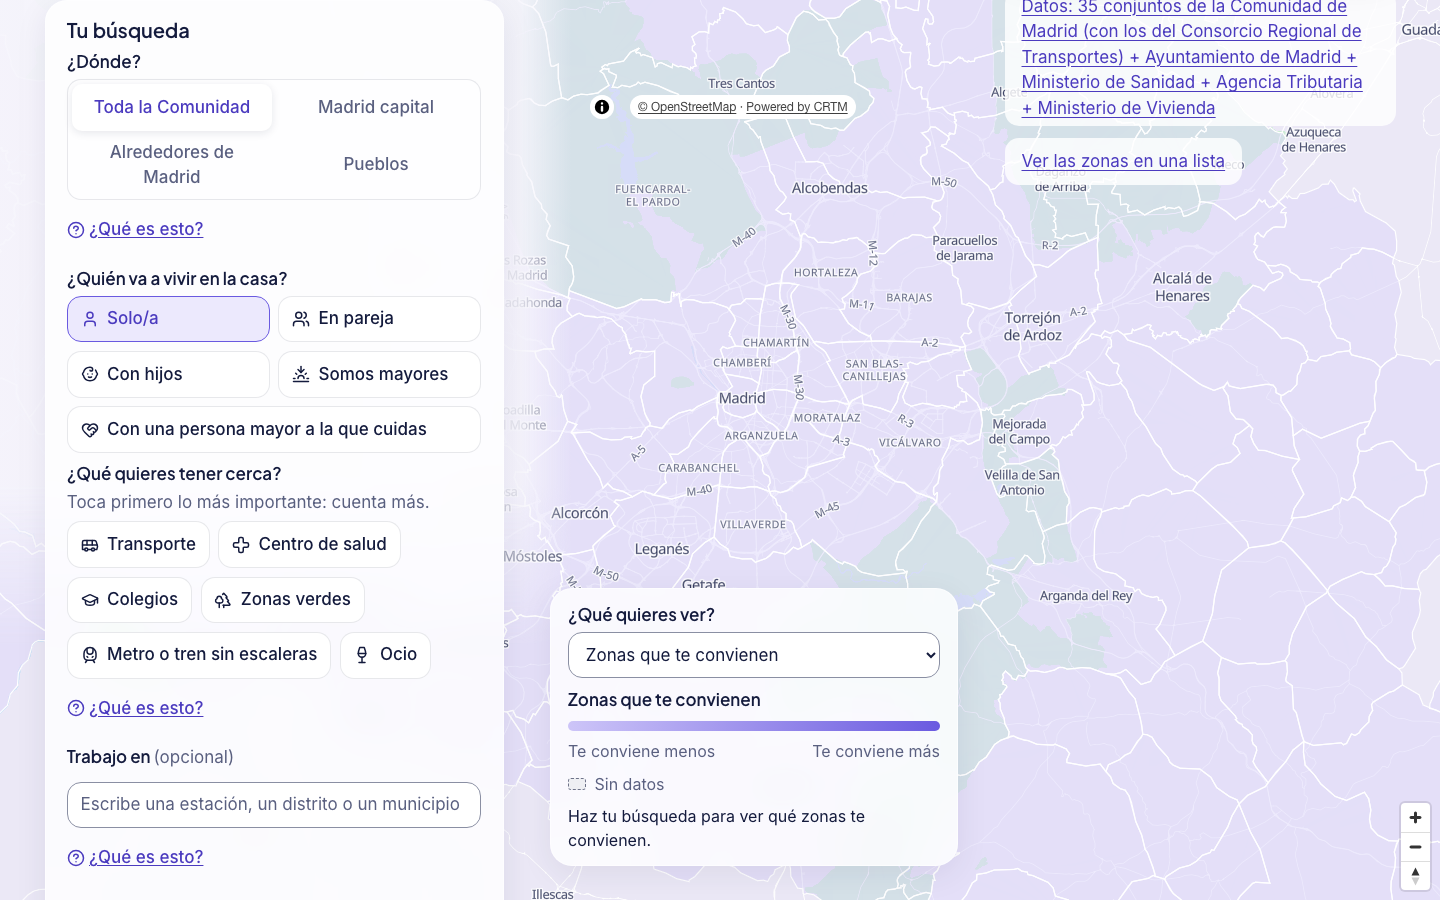 Tu búsqueda
¿Dónde?
Toda la Comunidad
Madrid capital
Alrededores de
Madrid
Pueblos
¿Qué es esto?
¿Quién va a vivir en la casa?
Solo/a
En pareja
Con hijos
Somos mayores
Con una persona mayor a la que cuidas
¿Qué quieres tener cerca?
Toca primero lo más importante: cuenta más.
Transporte
Centro de salud
Colegios
Zonas verdes
Metro o tren sin escaleras
Ocio
¿Qué es esto?
Trabajo en (opcional)
Escribe una estación, un distrito o un municipio
¿Qué es esto?
Datos: 35 conjuntos de la Comunidad de
Madrid (con los del Consorcio Regional de
Transportes) + Ayuntamiento de Madrid +
Ministerio de Sanidad + Agencia Tributaria
+ Ministerio de Vivienda
Ver las zonas en una lista
© OpenStreetMap · Powered by CRTM
Tres Cantos
Azuqueca
de Henares
FUENCARRAL-
EL PARDO
Alcobendas
M-50
de Arriba
M-40
M-12
Paracuellos
de Jarama
R-2
HORTALEZA
Alcalá de
Henares
M-11
BARAJAS
M-30
Torrejón
de Ardoz
A-2
CHAMARTÍN
A-2
CHAMBERÍ
SAN BLAS-
CANILLEJAS
M-30
Madrid
MORATALAZ
R-3
Mejorada
del Campo
ARGANZUELA
A-3
VICÁLVARO
A-5
CARABANCHEL
Velilla de San
Antonio
M-40
Alcorcón
M-45
VILLAVERDE
Leganés
Móstoles
M-50
Getafe
Arganda del Rey
Illescas
¿Qué quieres ver?
Zonas que te convienen
Zonas que te convienen
Te conviene menos
Te conviene más
Sin datos
Haz tu búsqueda para ver qué zonas te
convienen.